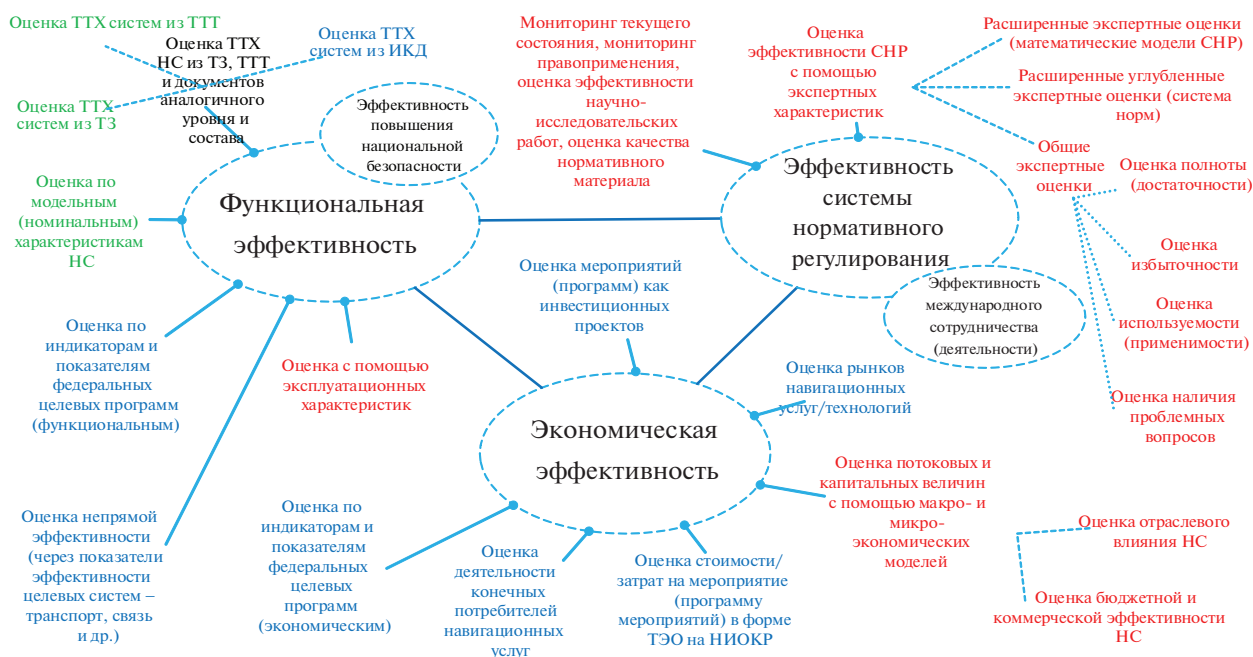 Оценка ТТХ систем из ТТТ
Оценка ТТХ
НС из ТЗ, ТТТ
и документов
аналогичного
уровня и
состава
Оценка ТТХ
систем из ИКД
Оценка ТТХ
систем из ТЗ
Эффективность
повышения
национальной
безопасности
Функциональная
эффективность
Оценка по
модельным
(номинальным)
характеристикам
НС
Оценка по
индикаторам и
показателям
федеральных
целевых программ
(функциональным)
Оценка с помощью
эксплуатационных
характеристик
Оценка непрямой
эффективности
(через показатели
эффективности
целевых систем –
транспорт, связь
и др.)
Мониторинг текущего
состояния, мониторинг
правоприменения,
оценка эффективности
научно-
исследовательских
работ, оценка качества
нормативного
материала
Оценка
эффективности СНР
с помощью
экспертных
характеристик
Расширенные экспертные оценки
(математические модели СНР)
Расширенные углубленные
экспертные оценки (система
норм)
Общие
экспертные
оценки
Оценка полноты
(достаточности)
Оценка
избыточности
Оценка
используемости
(применимости)
Оценка наличия
проблемных
вопросов
Эффективность
системы
нормативного
регулирования
Эффективность
международного
сотрудничества
(деятельности)
Оценка мероприятий
(программ) как
инвестиционных
проектов
Оценка рынков
навигационных
услуг/технологий
Экономическая
эффективность
Оценка потоковых и
капитальных величин
с помощью макро- и
микро-
экономических
моделей
Оценка отраслевого
влияния НС
Оценка бюджетной и
коммерческой эффективности
НС
Оценка по
индикаторам и
показателям
федеральных
целевых
программ
(экономическим)
Оценка
деятельности
конечных
потребителей
навигационных
услуг
Оценка стоимости/
затрат на мероприятие
(программу
мероприятий) в форме
ТЭО на НИОКР